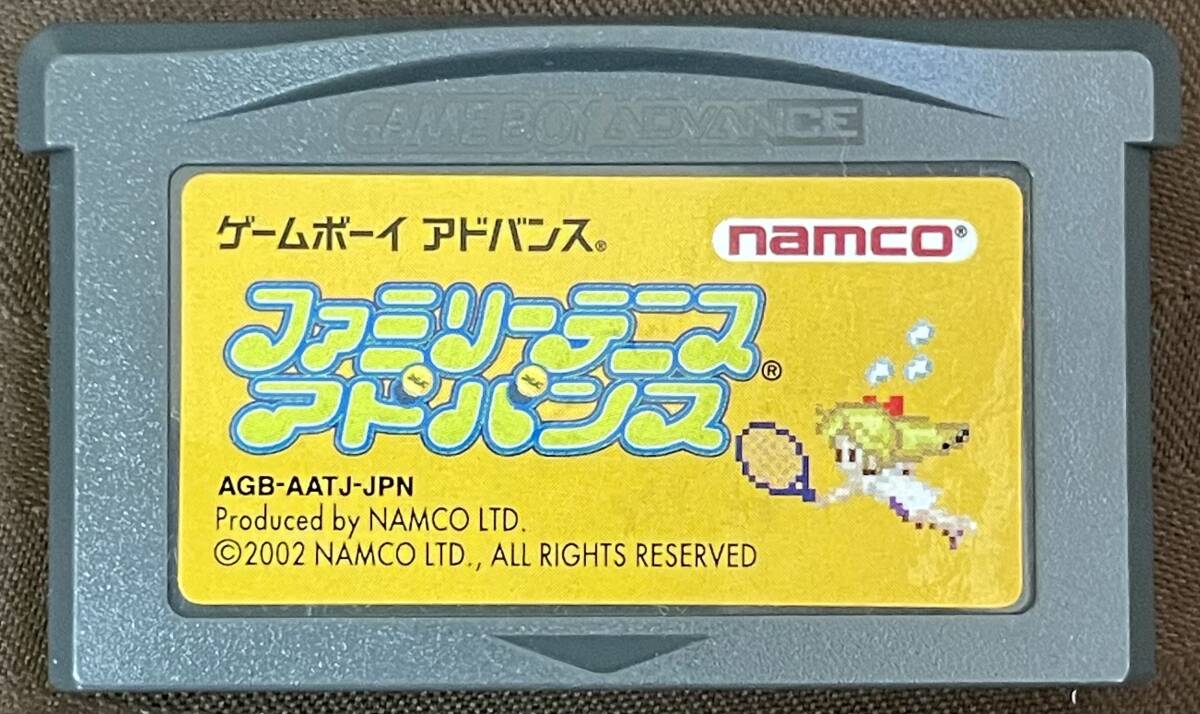 GAME BOY ADVANCE
ゲームボーイ アドバンス®
namco®
ファミリーテニス
アドバンス®
AGB-AATJ-JPN
Produced by NAMCO LTD.
©2002 NAMCO LTD., ALL RIGHTS RESERVED